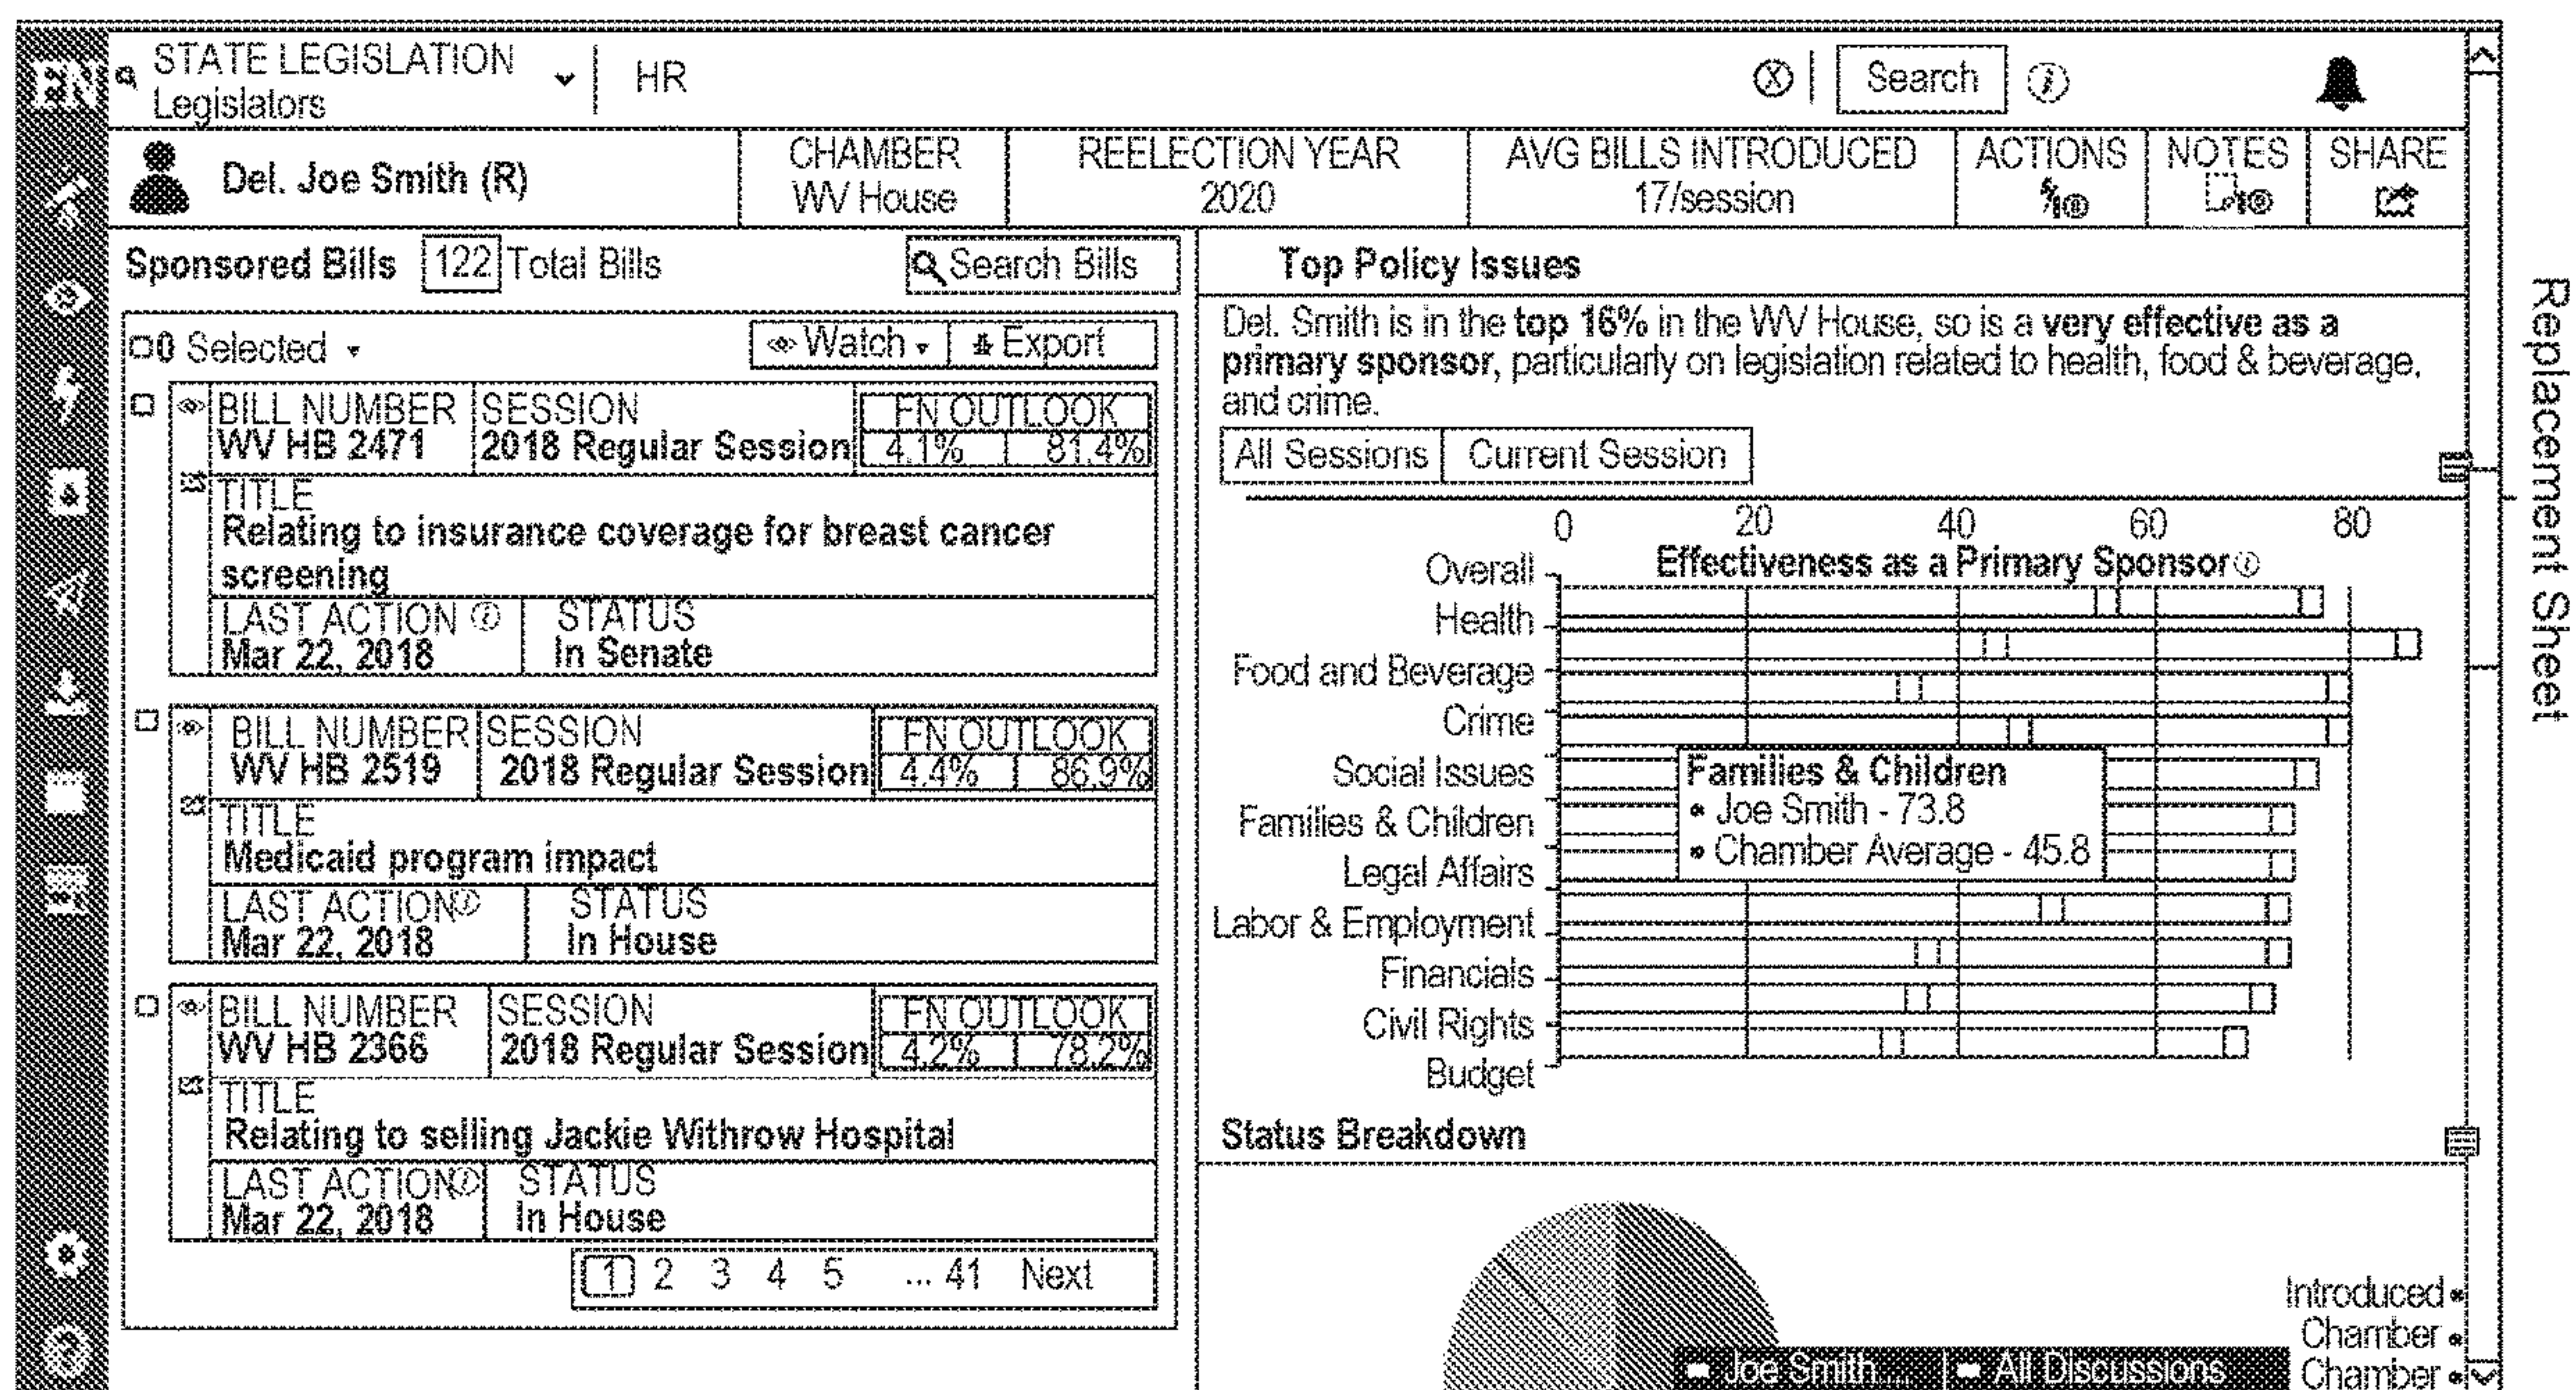 FN
STATE LEGISLATION
Legislators
HR
Search
Del. Joe Smith (R)
CHAMBER
WV House
REELECTION YEAR
2020
AVG BILLS INTRODUCED
17/session
ACTIONS
NOTES
SHARE
Sponsored Bills 122 Total Bills
Search Bills
0 Selected
Watch
Export
BILL NUMBER
WV HB 2471
SESSION
2018 Regular Session
FN OUTLOOK
4.1% 81.4%
TITLE
Relating to insurance coverage for breast cancer
screening
LAST ACTION
Mar 22, 2018
STATUS
In Senate
BILL NUMBER
WV HB 2519
SESSION
2018 Regular Session
FN OUTLOOK
4.4% 86.9%
TITLE
Medicaid program impact
LAST ACTION
Mar 22, 2018
STATUS
In House
BILL NUMBER
WV HB 2366
SESSION
2018 Regular Session
FN OUTLOOK
4.2% 78.2%
TITLE
Relating to selling Jackie Withrow Hospital
LAST ACTION
Mar 22, 2018
STATUS
In House
1 2 3 4 5 ... 41 Next
Top Policy Issues
Del. Smith is in the top 16% in the WV House, so is a very effective as a
primary sponsor, particularly on legislation related to health, food & beverage,
and crime.
All Sessions
Current Session
0 20 40 60 80
Effectiveness as a Primary Sponsor
Overall
Health
Food and Beverage
Crime
Social Issues
Families & Children
Legal Affairs
Labor & Employment
Financials
Civil Rights
Budget
Families & Children
• Joe Smith - 73.8
• Chamber Average - 45.8
Status Breakdown
Introduced
Chamber
Chamber
Joe Smith...
All Discussions
Replacement Sheet